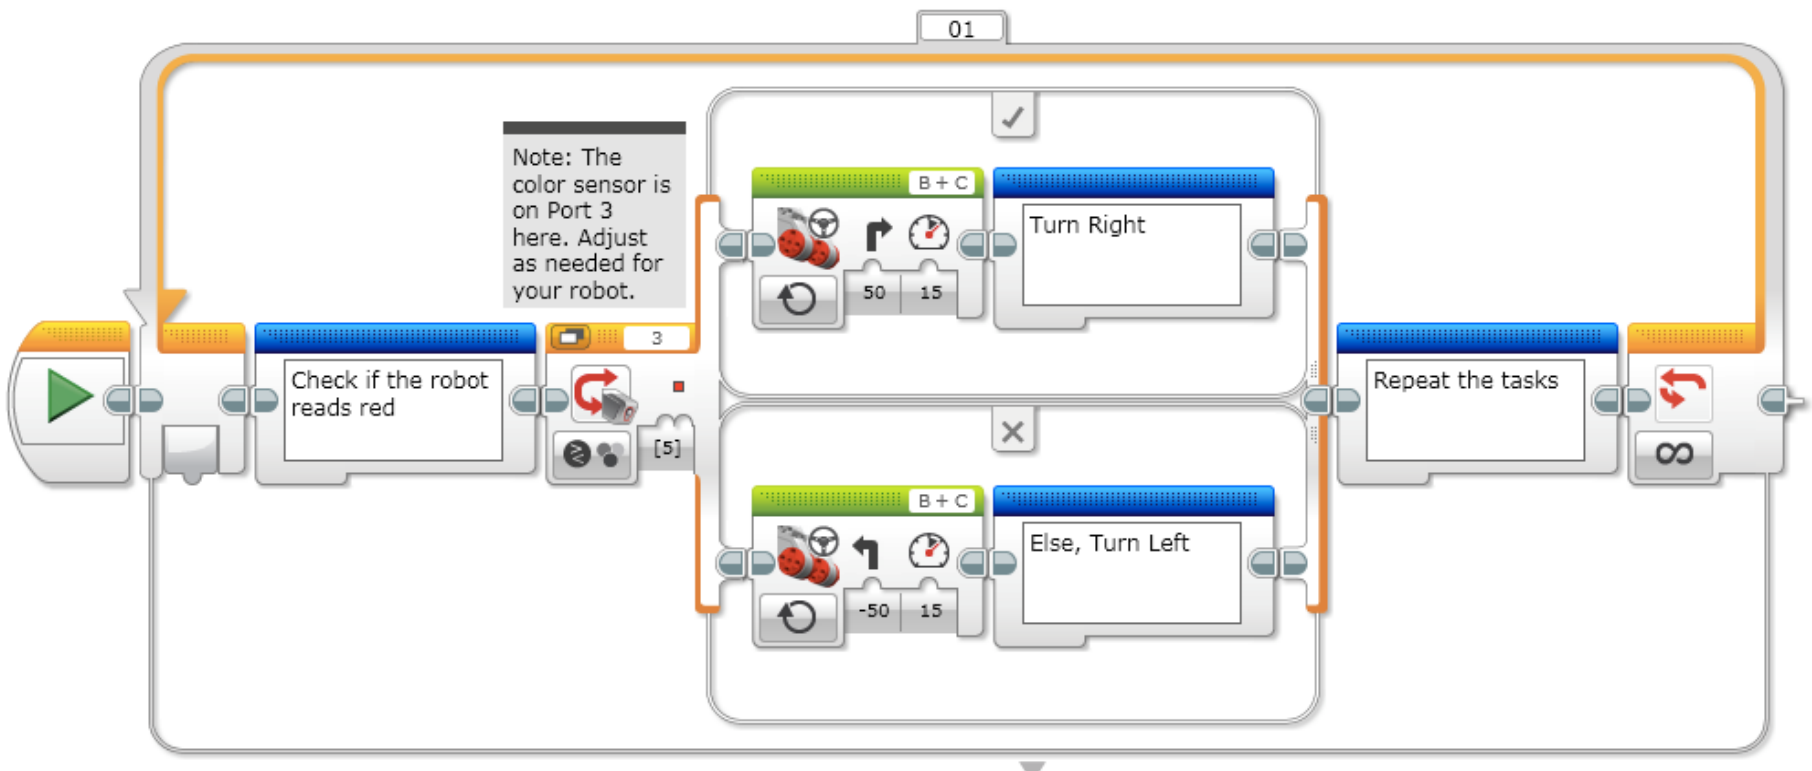 01
Note: The
color sensor is
on Port 3
here. Adjust
as needed for
your robot.
B + C
50 15
Turn Right
Check if the robot
reads red
3
[5]
B + C
-50 15
Else, Turn Left
Repeat the tasks